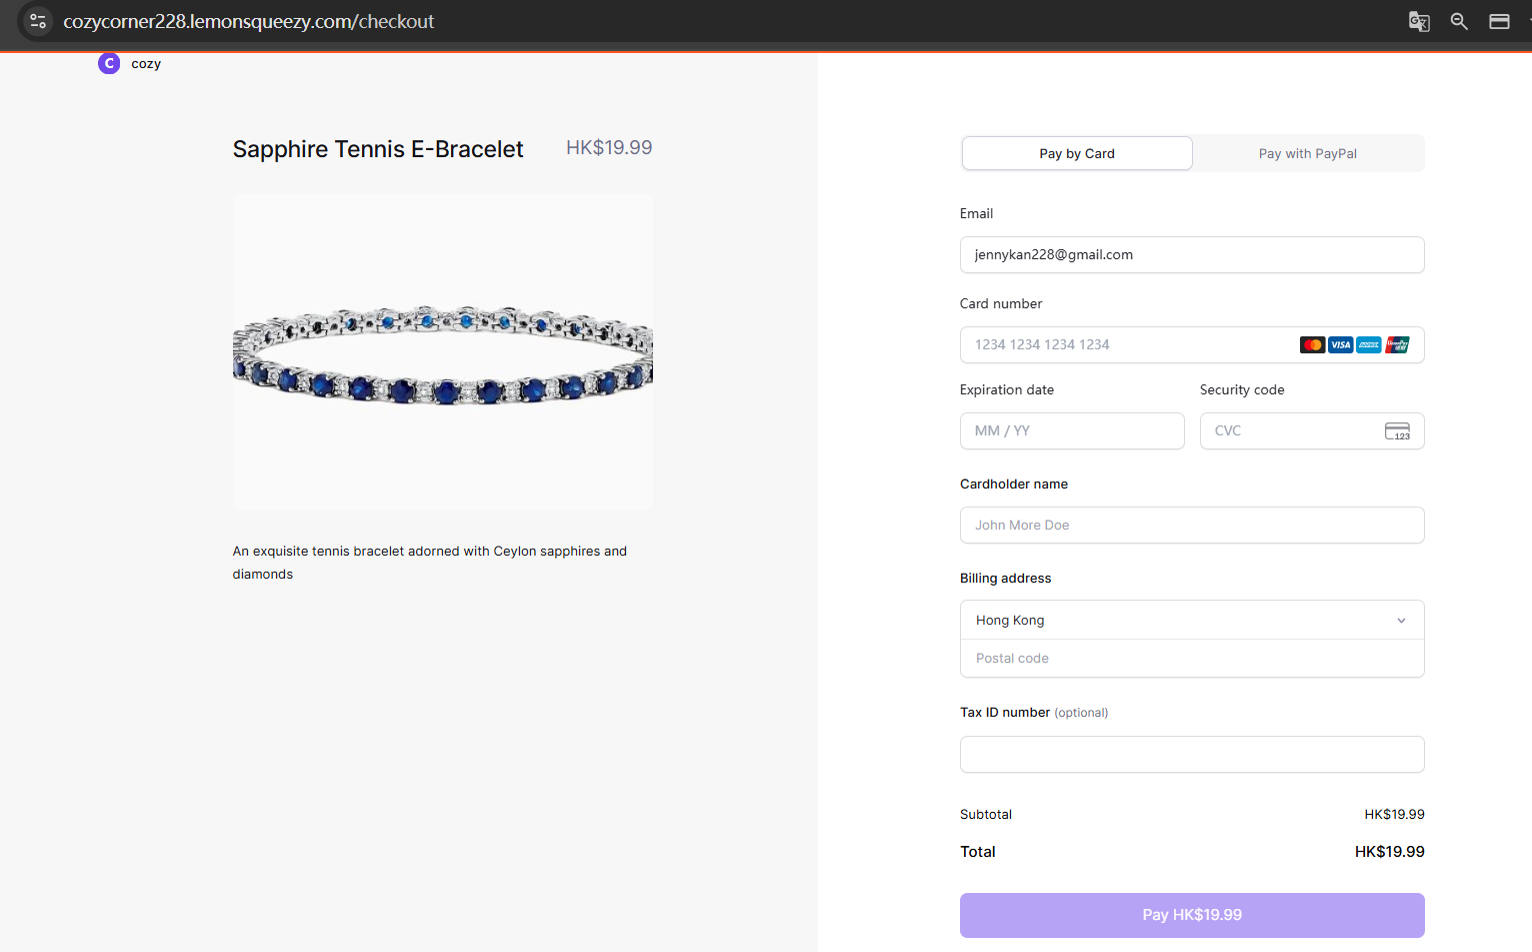 cozycorner228.lemonsqueezy.com/checkout
C cozy
Sapphire Tennis E-Bracelet HK$19.99
An exquisite tennis bracelet adorned with Ceylon sapphires and
diamonds
Pay by Card Pay with PayPal
Email
jennykan228@gmail.com
Card number
1234 1234 1234 1234 VISA
Expiration date Security code
MM / YY CVC 123
Cardholder name
John More Doe
Billing address
Hong Kong
Postal code
Tax ID number (optional)
Subtotal HK$19.99
Total HK$19.99
Pay HK$19.99